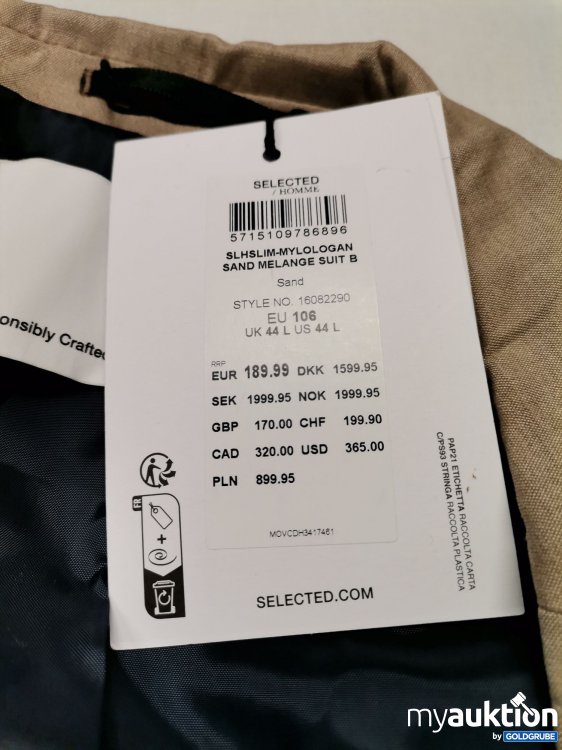 SELECTED
/ HOMME
5715109786896
SLHSLIM-MYLOLOGAN
SAND MELANGE SUIT B
Sand
STYLE NO. 16082290
EU 106
UK 44 L US 44 L
RRP
EUR 189.99 DKK 1599.95
SEK 1999.95 NOK 1999.95
GBP 170.00 CHF 199.90
CAD 320.00 USD 365.00
PLN 899.95
MOVCDH3417461
SELECTED.COM
FR
+
PAP21 ETICHETTA RACCOLTA CARTA
C/PS93 STRINGA RACCOLTA PLASTICA
onsibly Crafted
myauktion
by GOLDGRUBE